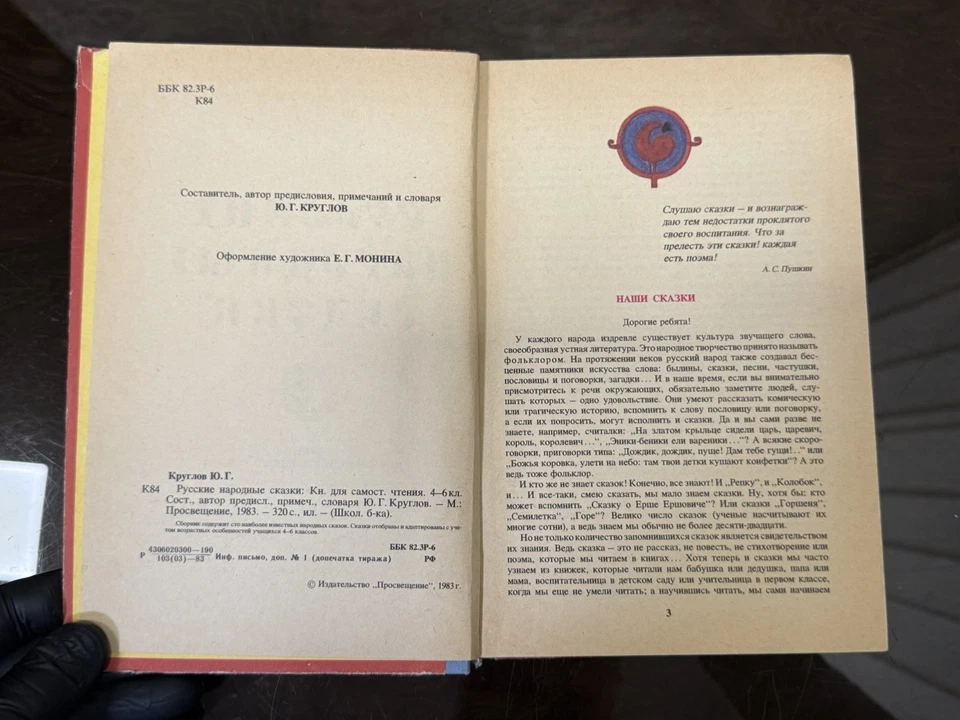 ББК 82.3Р-6
К84
Составитель, автор предисловия, примечаний и словаря
Ю. Г. КРУГЛОВ
Оформление художника Е. Г. МОНИНА
Круглов Ю. Г.
К84 Русские народные сказки: Кн. для самост. чтения. 4–6 кл.
Сост., автор предисл., примеч., словаря Ю. Г. Круглов. – М.:
Просвещение, 1983. – 320 с., ил. – (Школ. б-ка).
Сборник содержит сто наиболее известных народных сказок. Сказки отобраны и адаптированы с уче-
том возрастных особенностей учащихся 4–6 классов.
Р 4306020300—190
103(03)—83 Инф. письмо, доп. № 1 (допечатка тиража)
ББК 82.3Р-6
РФ
© Издательство „Просвещение", 1983 г.
Слушаю сказки – и вознаграж-
даю тем недостатки проклятого
своего воспитания. Что за
прелесть эти сказки! каждая
есть поэма!
А. С. Пушкин
НАШИ СКАЗКИ
Дорогие ребята!
У каждого народа издревле существует культура звучащего слова,
своеобразная устная литература. Это народное творчество принято называть
фольклором. На протяжении веков русский народ также создавал бес-
ценные памятники искусства слова: былины, сказки, песни, частушки,
пословицы и поговорки, загадки... И в наше время, если вы внимательно
присмотритесь к речи окружающих, обязательно заметите людей, слу-
шать которых – одно удовольствие. Они умеют рассказать комическую
или трагическую историю, вспомнить к слову пословицу или поговорку,
а если их попросить, могут исполнить и сказки. Да и вы сами разве не
знаете, например, считалки: „На златом крыльце сидели царь, царевич,
король, королевич...", „Эники-беники ели вареники..."? А всякие скоро-
говорки, приговорки типа: „Дождик, дождик, пуще! Дам тебе гущи!.." или
„Божья коровка, улети на небо: там твои детки кушают конфетки"? А это
ведь тоже фольклор.
И кто же не знает сказок! Конечно, все знают! И „Репку", и „Колобок",
и... И все-таки, смею сказать, мы мало знаем сказки. Ну, хотя бы: кто
может вспомнить „Сказку о Ерше Ершовиче"? Или сказки „Горшеня",
„Семилетка", „Горе"? Велико число сказок (ученые насчитывают их
многие сотни), а ведь знаем мы обычно не более десяти-двадцати.
Но не только количество запомнившихся сказок является свидетельством
их знания. Ведь сказка – это не рассказ, не повесть, не стихотворение или
поэма, которые мы читаем в книгах... Хотя теперь и сказки мы часто
узнаем из книжек, которые читали нам бабушка или дедушка, папа или
мама, воспитательница в детском саду или учительница в первом классе,
когда мы еще не умели читать; а научившись читать, мы сами начинаем
3